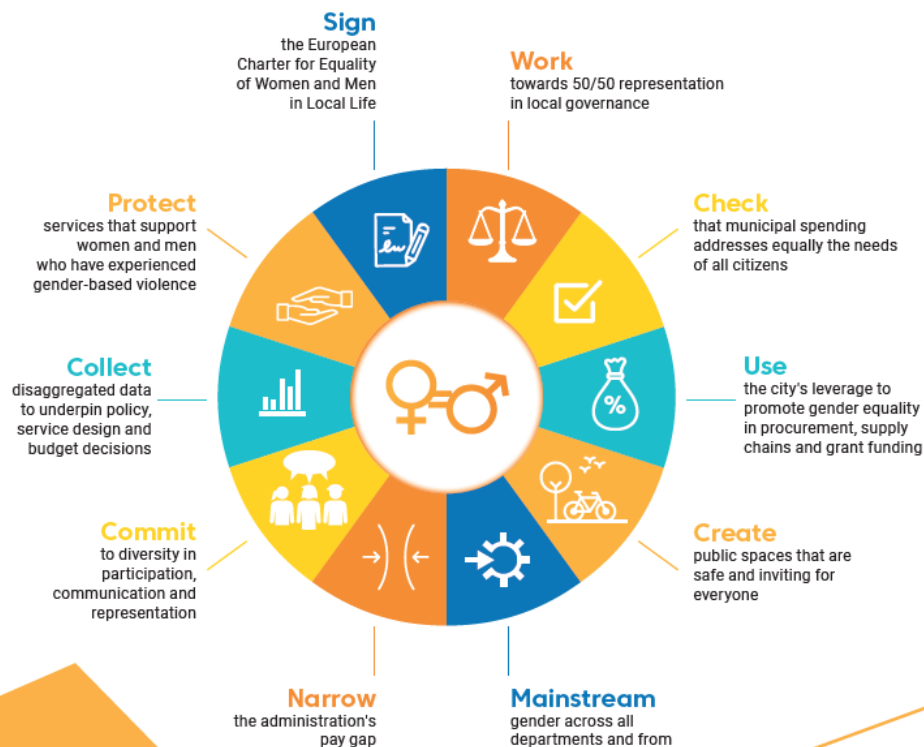 Sign
the European
Charter for Equality
of Women and Men
in Local Life
Work
towards 50/50 representation
in local governance
Check
that municipal spending
addresses equally the needs
of all citizens
Use
the city's leverage to
promote gender equality
in procurement, supply
chains and grant funding
Create
public spaces that are
safe and inviting for
everyone
Mainstream
gender across all
departments and from
Narrow
the administration's
pay gap
Commit
to diversity in
participation,
communication and
representation
Collect
disaggregated data
to underpin policy,
service design and
budget decisions
Protect
services that support
women and men
who have experienced
gender-based violence
%